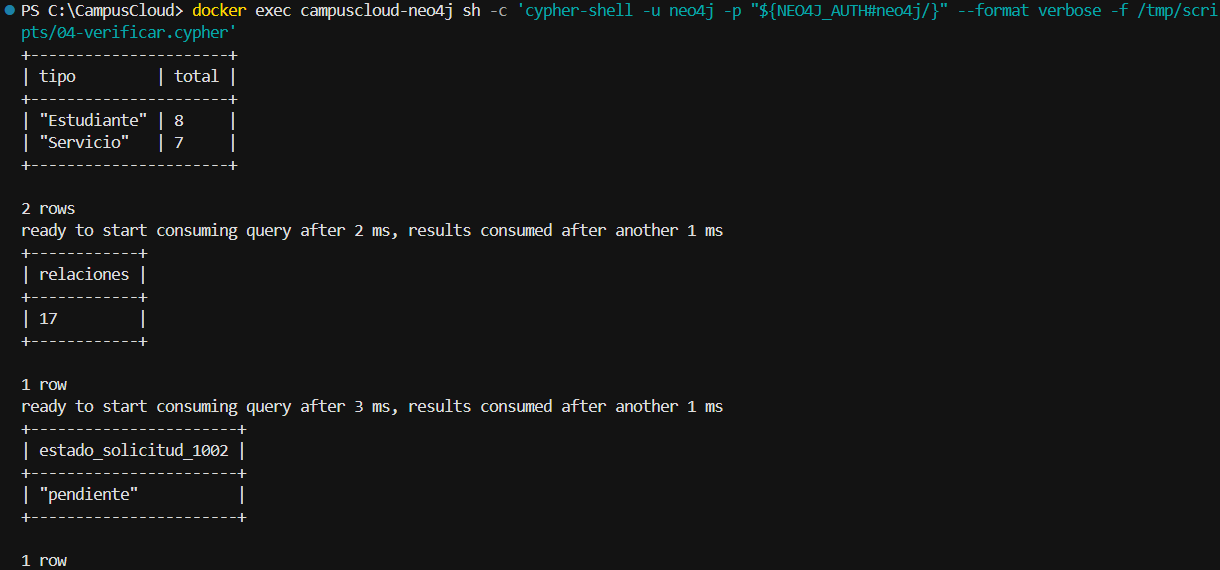 PS C:\CampusCloud> docker exec campuscloud-neo4j sh -c 'cypher-shell -u neo4j -p "${NEO4J_AUTH#neo4j/}" --format verbose -f /tmp/scri
pts/04-verificar.cypher'
+----------------------+
| tipo         | total |
+----------------------+
| "Estudiante" | 8     |
| "Servicio"   | 7     |
+----------------------+

2 rows
ready to start consuming query after 2 ms, results consumed after another 1 ms
+------------+
| relaciones |
+------------+
| 17         |
+------------+

1 row
ready to start consuming query after 3 ms, results consumed after another 1 ms
+-----------------------+
| estado_solicitud_1002 |
+-----------------------+
| "pendiente"           |
+-----------------------+

1 row